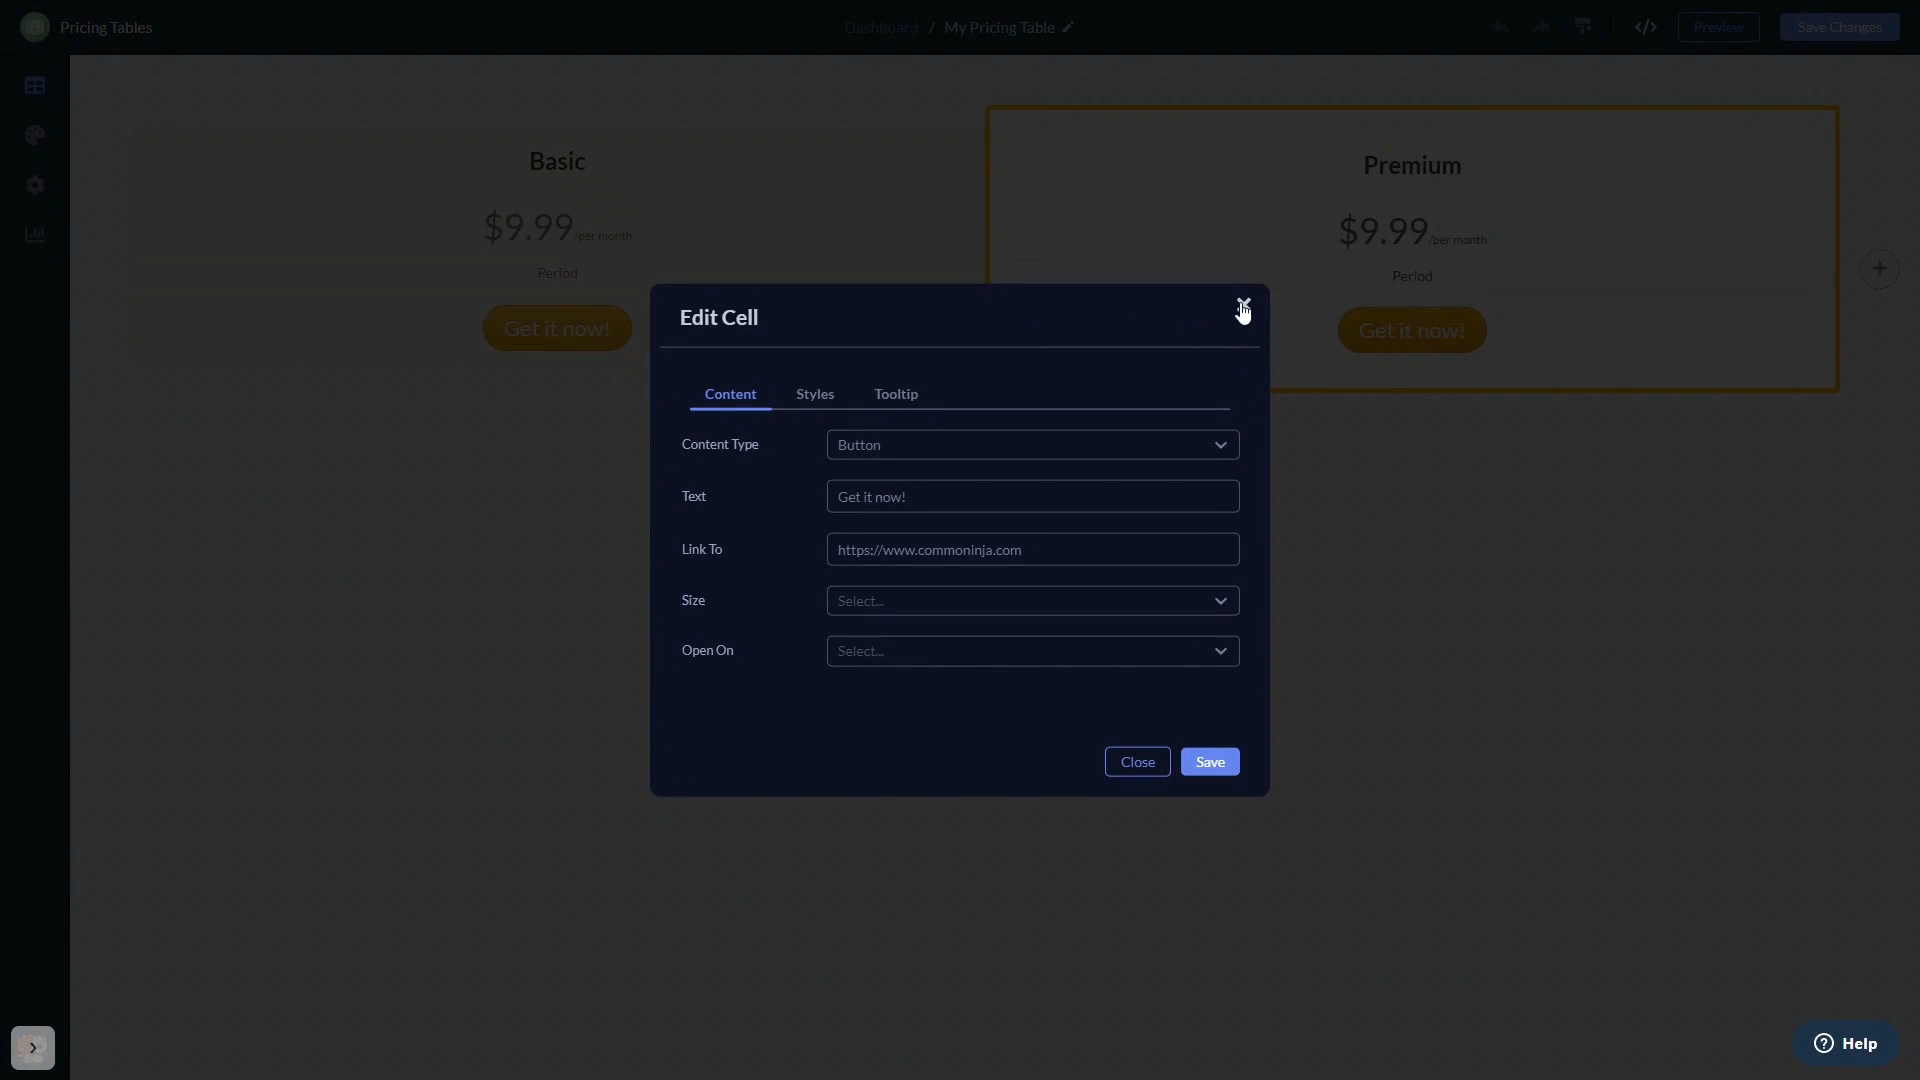 Pricing Tables
Dashboard / My Pricing Table
</> Preview Save Changes
Basic
$9.99/per month
Period
Get it now!
Premium
$9.99/per month
Period
Get it now!
+
Edit Cell
Content Styles Tooltip
Content Type Button
Text Get it now!
Link To https://www.commoninja.com
Size Select...
Open On Select...
Close Save
? Help